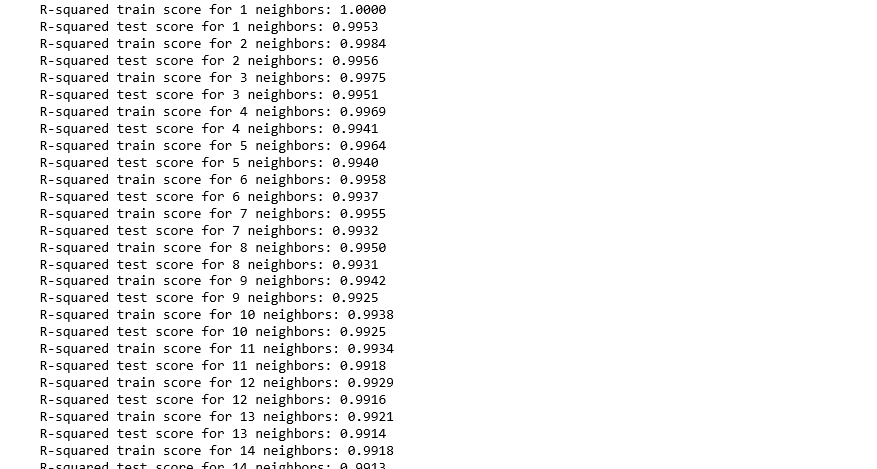 R-squared train score for 1 neighbors: 1.0000
R-squared test score for 1 neighbors: 0.9953
R-squared train score for 2 neighbors: 0.9984
R-squared test score for 2 neighbors: 0.9956
R-squared train score for 3 neighbors: 0.9975
R-squared test score for 3 neighbors: 0.9951
R-squared train score for 4 neighbors: 0.9969
R-squared test score for 4 neighbors: 0.9941
R-squared train score for 5 neighbors: 0.9964
R-squared test score for 5 neighbors: 0.9940
R-squared train score for 6 neighbors: 0.9958
R-squared test score for 6 neighbors: 0.9937
R-squared train score for 7 neighbors: 0.9955
R-squared test score for 7 neighbors: 0.9932
R-squared train score for 8 neighbors: 0.9950
R-squared test score for 8 neighbors: 0.9931
R-squared train score for 9 neighbors: 0.9942
R-squared test score for 9 neighbors: 0.9925
R-squared train score for 10 neighbors: 0.9938
R-squared test score for 10 neighbors: 0.9925
R-squared train score for 11 neighbors: 0.9934
R-squared test score for 11 neighbors: 0.9918
R-squared train score for 12 neighbors: 0.9929
R-squared test score for 12 neighbors: 0.9916
R-squared train score for 13 neighbors: 0.9921
R-squared test score for 13 neighbors: 0.9914
R-squared train score for 14 neighbors: 0.9918
R-squared test score for 14 neighbors: 0.9913